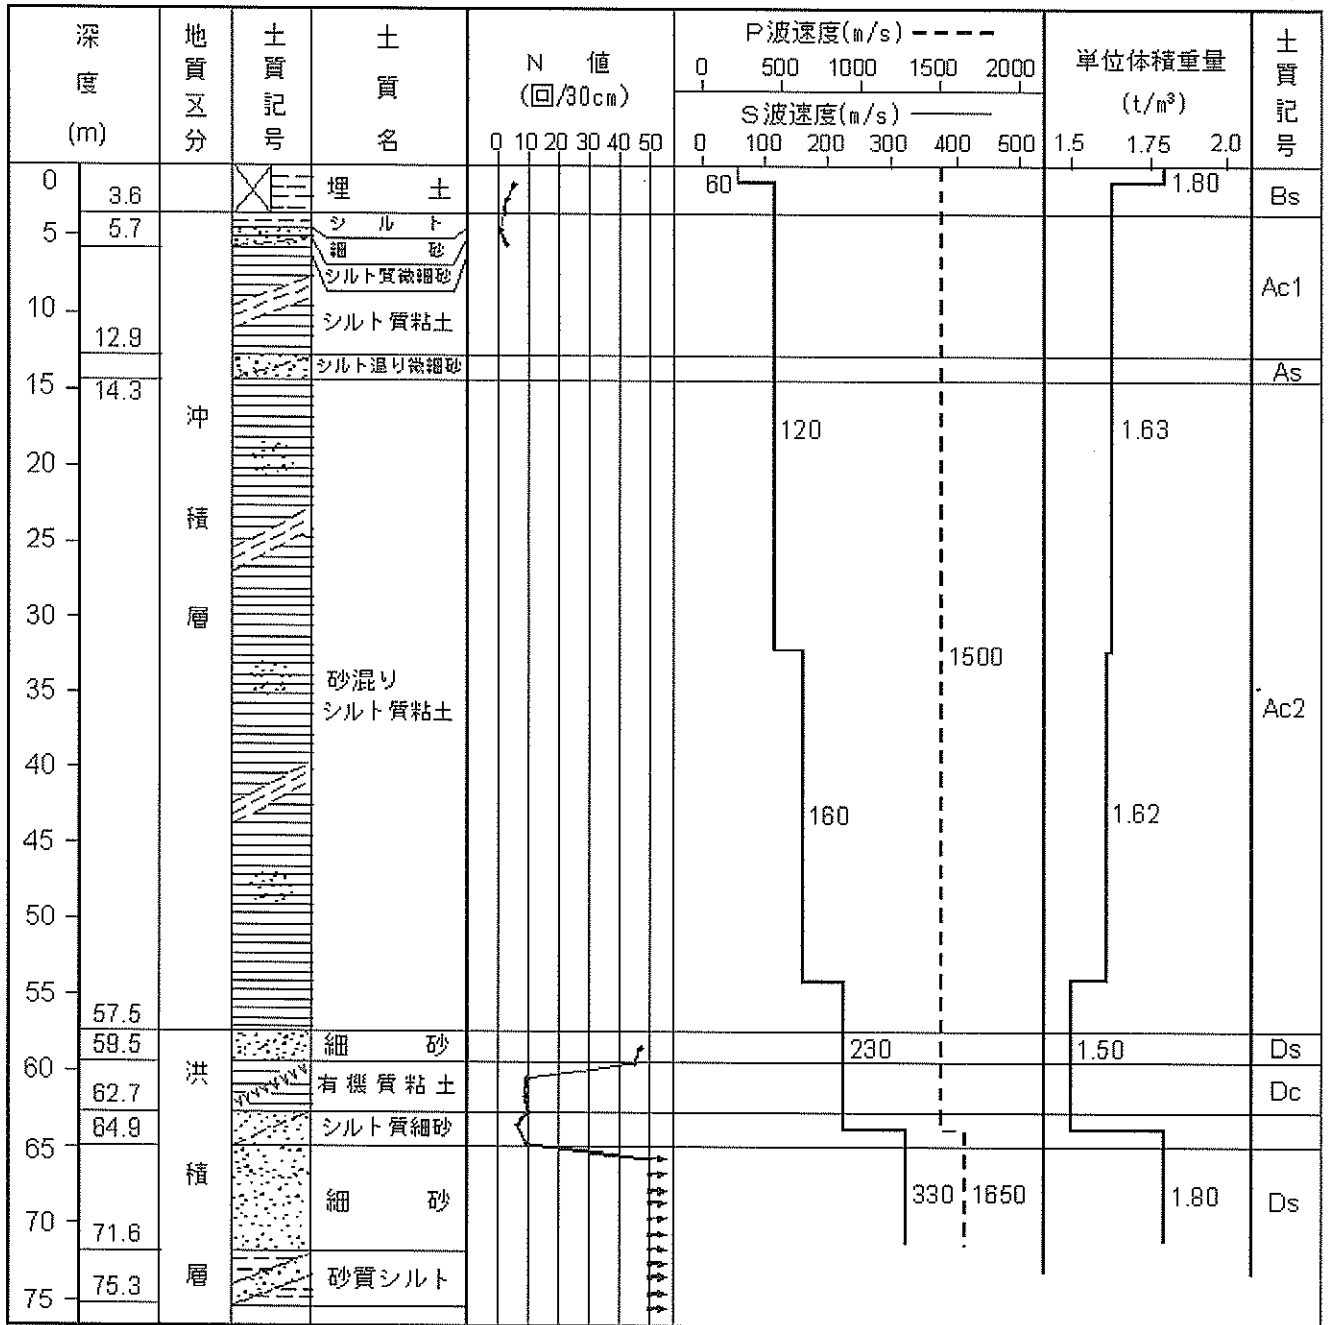 深度(m)
地質区分
土質記号
土質名
N 値
(回/30cm)
0 10 20 30 40 50
P波速度(m/s)
0 500 1000 1500 2000
S波速度(m/s)
0 100 200 300 400 500
単位体積重量
(t/m³)
1.5 1.75 2.0
土質記号
0
5
10
15
20
25
30
35
40
45
50
55
60
65
70
75
3.6
5.7
12.9
14.3
57.5
59.5
62.7
64.9
71.6
75.3
沖積層
洪積層
埋土
シルト
細砂
シルト質微細砂
シルト質粘土
シルト混り微細砂
砂混り
シルト質粘土
細砂
有機質粘土
シルト質細砂
細砂
砂質シルト
60
120
160
230
330
1500
1650
1.80
1.63
1.62
1.50
1.80
Bs
Ac1
As
Ac2
Ds
Dc
Ds